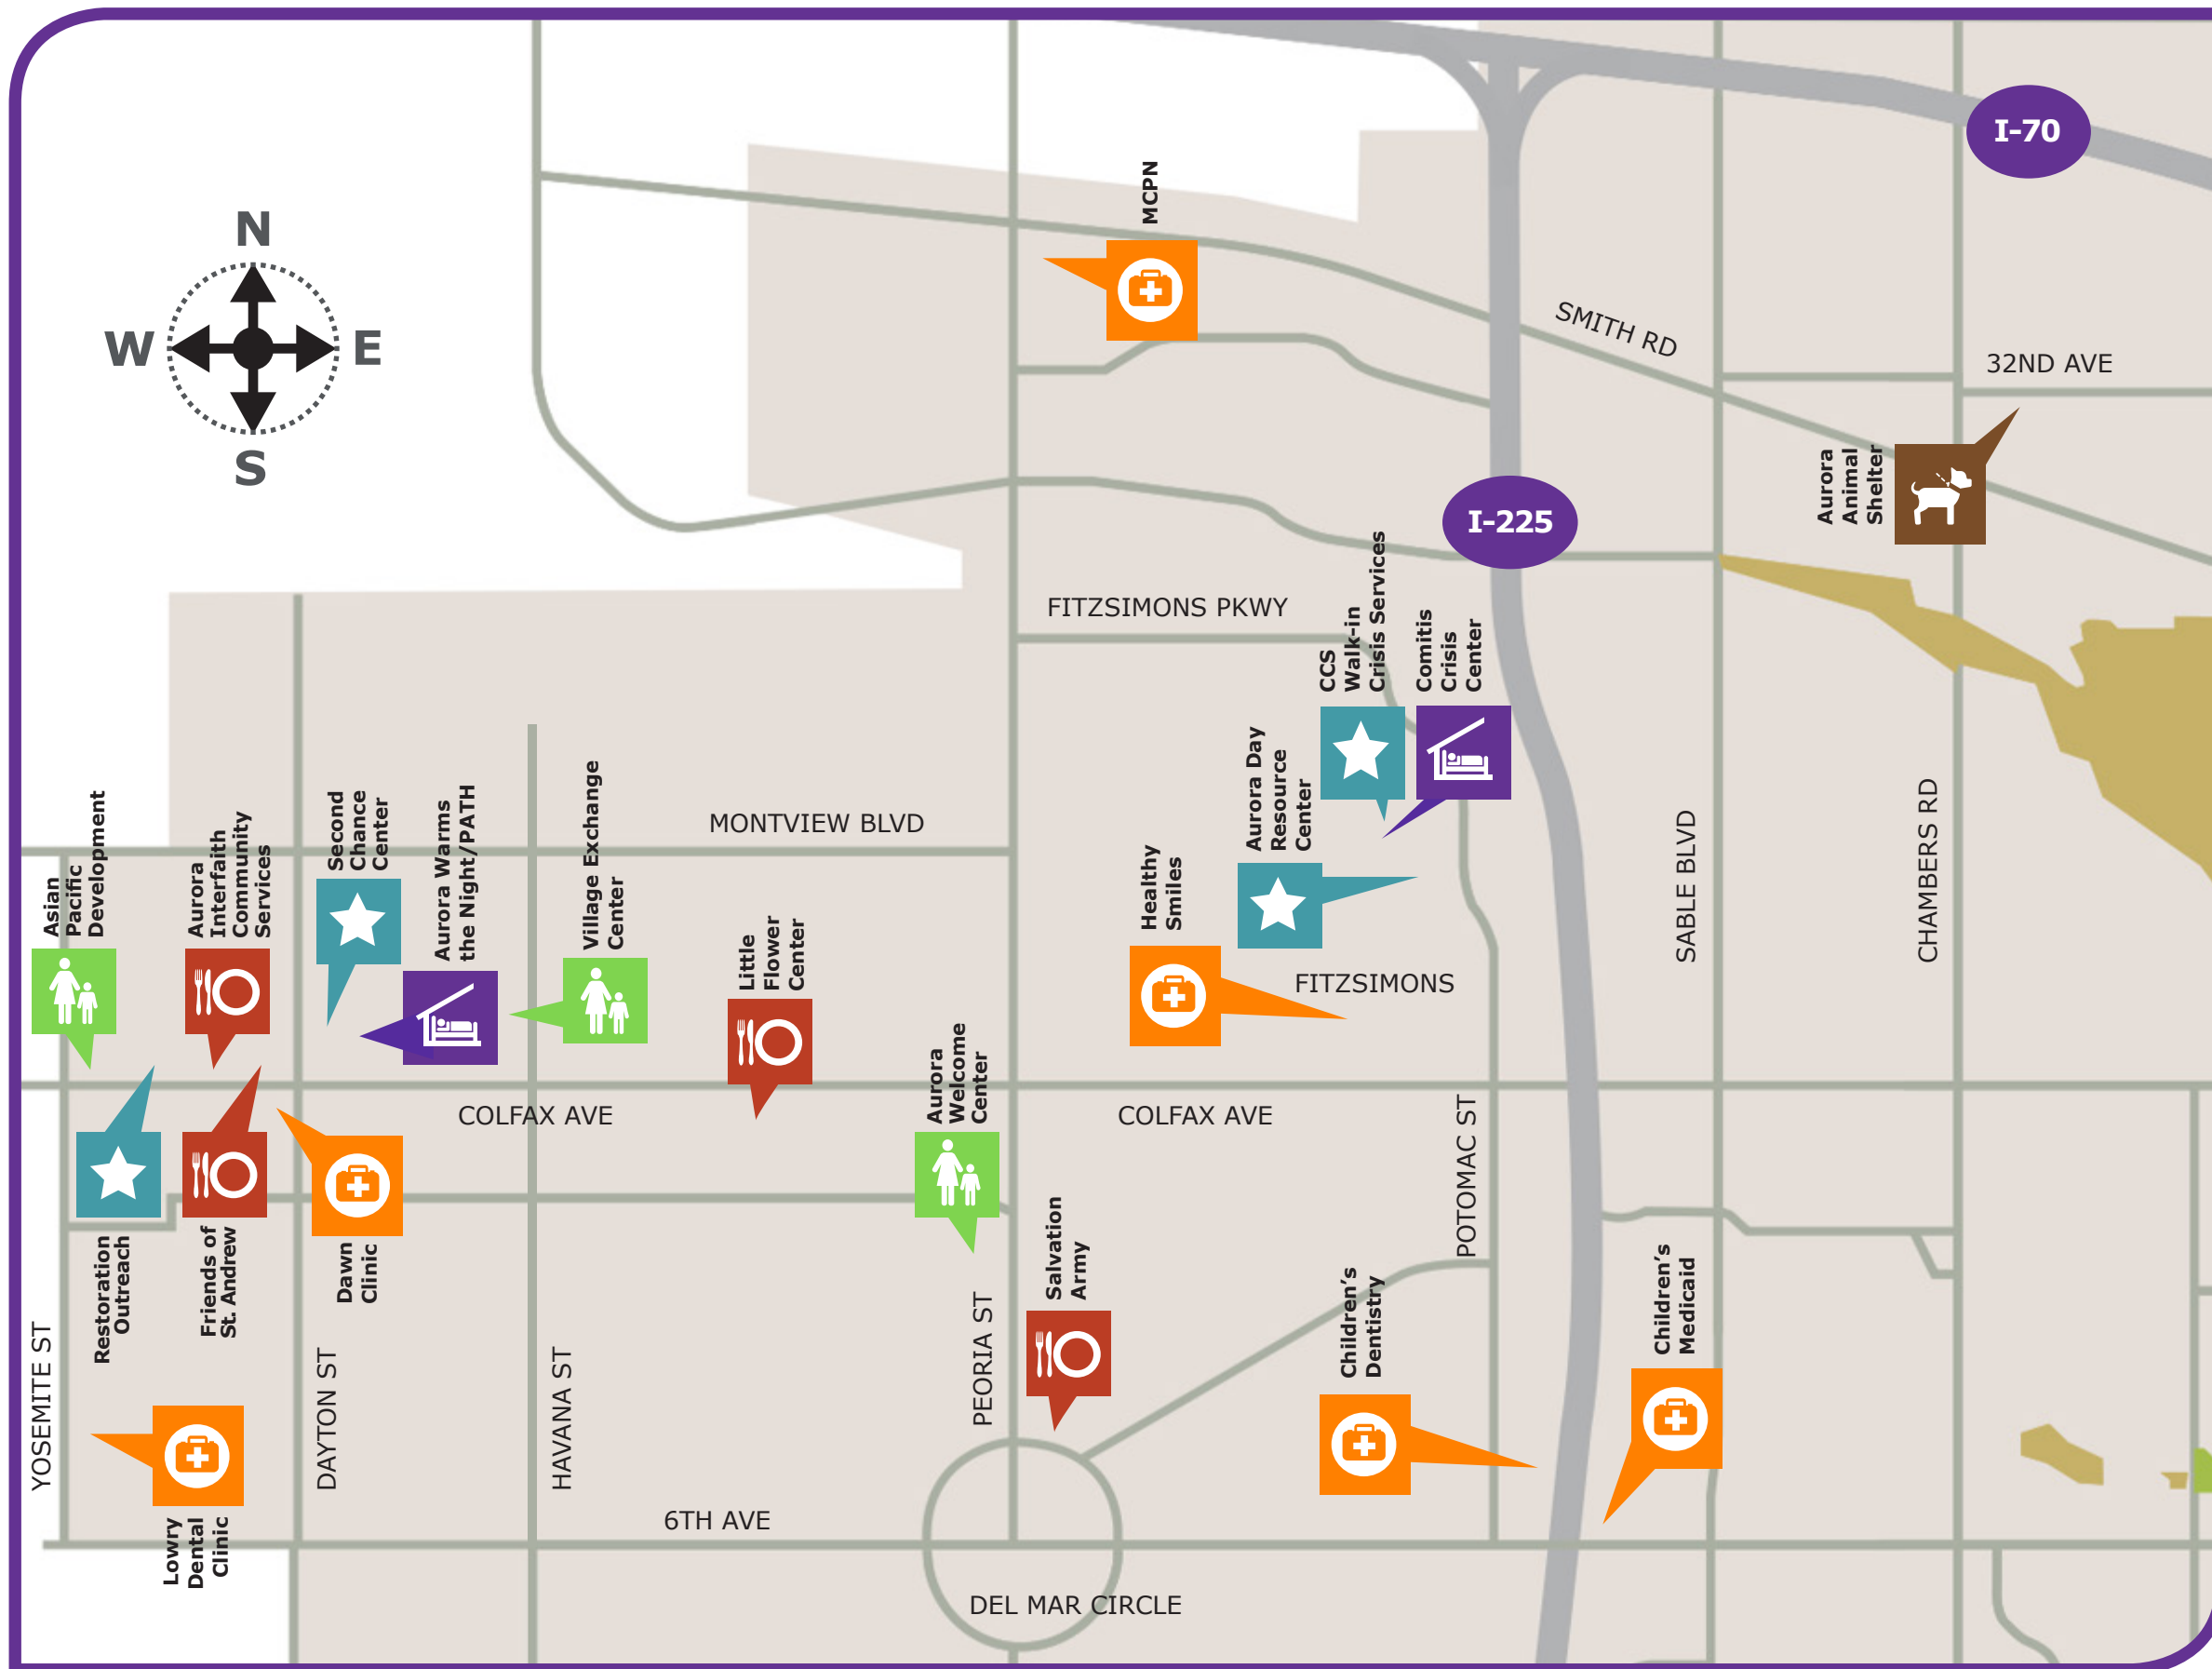 I-70
MCPN
N
W
E
S
SMITH RD
32ND AVE
Aurora
Animal
Shelter
I-225
FITZSIMONS PKWY
CCS
Walk-in
Crisis Services
Comitis
Crisis
Center
Aurora Day
Resource
Center
MONTVIEW BLVD
SABLE BLVD
CHAMBERS RD
Asian
Pacific
Development
Aurora
Interfaith
Community
Services
Second
Chance
Center
Aurora Warms
the Night/PATH
Village Exchange
Center
Little
Flower
Center
Healthy
Smiles
FITZSIMONS
Aurora
Welcome
Center
COLFAX AVE
COLFAX AVE
POTOMAC ST
Restoration
Outreach
Friends of
St. Andrew
Dawn
Clinic
Salvation
Army
Children’s
Dentistry
Children’s
Medicaid
YOSEMITE ST
DAYTON ST
HAVANA ST
PEORIA ST
Lowry
Dental
Clinic
6TH AVE
DEL MAR CIRCLE